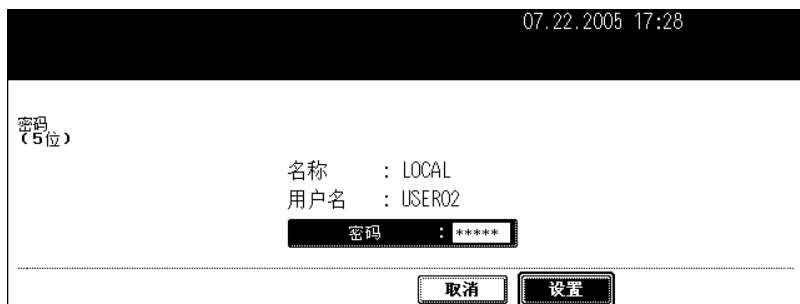 07.22.2005 17:28
密码
(5位)
名称 : LOCAL
用户名 : USER02
密码 : *****
取消 设置